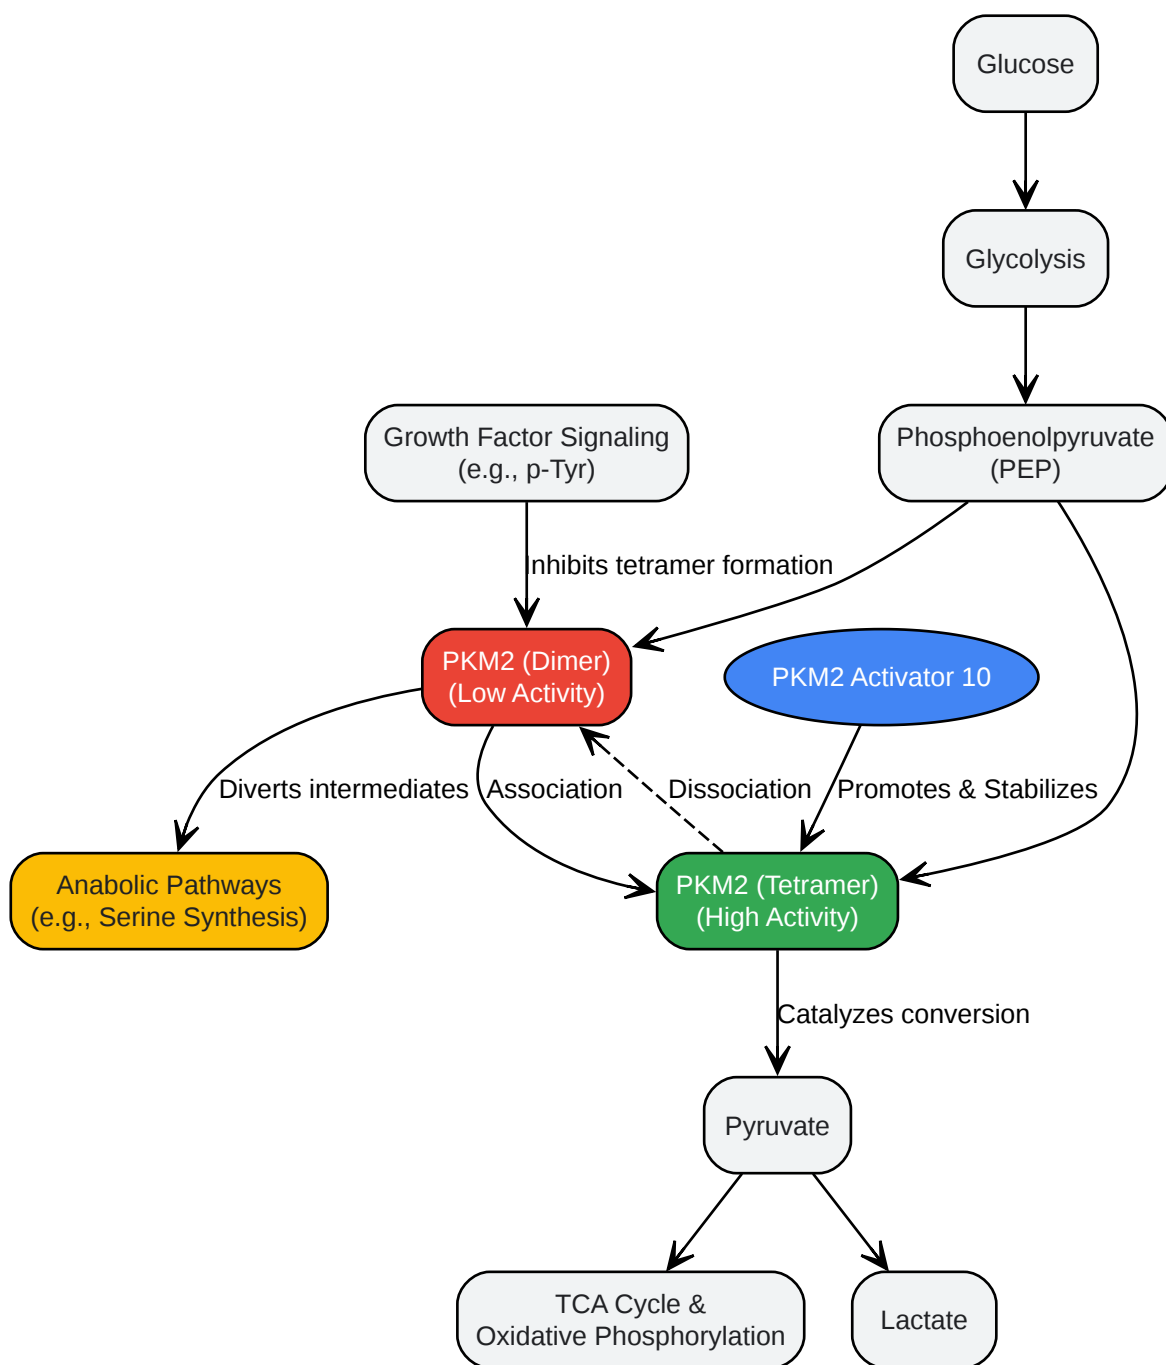 Glucose
Glycolysis
Growth Factor Signaling
(e.g., p-Tyr)
Phosphoenolpyruvate
(PEP)
Inhibits tetramer formation
PKM2 (Dimer)
(Low Activity)
PKM2 Activator 10
Diverts intermediates
Association
Dissociation
Promotes & Stabilizes
Anabolic Pathways
(e.g., Serine Synthesis)
PKM2 (Tetramer)
(High Activity)
Catalyzes conversion
Pyruvate
TCA Cycle &
Oxidative Phosphorylation
Lactate